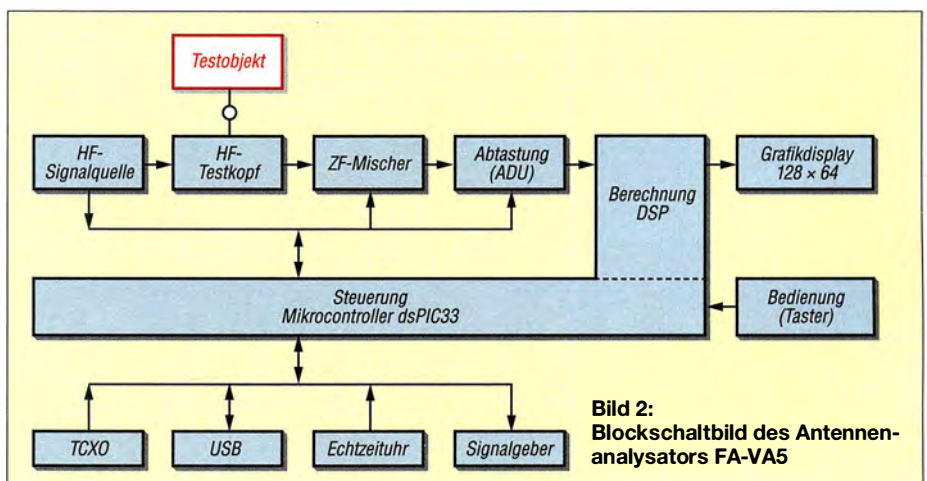 Testobjekt
HF-
Signalquelle
HF-
Testkopf
ZF-Mischer
Abtastung
(ADU)
Berechnung
DSP
Grafikdisplay
128 × 64
Steuerung
Mikrocontroller dsPIC33
Bedienung
(Taster)
TCXO
USB
Echtzeituhr
Signalgeber
Bild 2:
Blockschaltbild des Antennen-
analysators FA-VA5